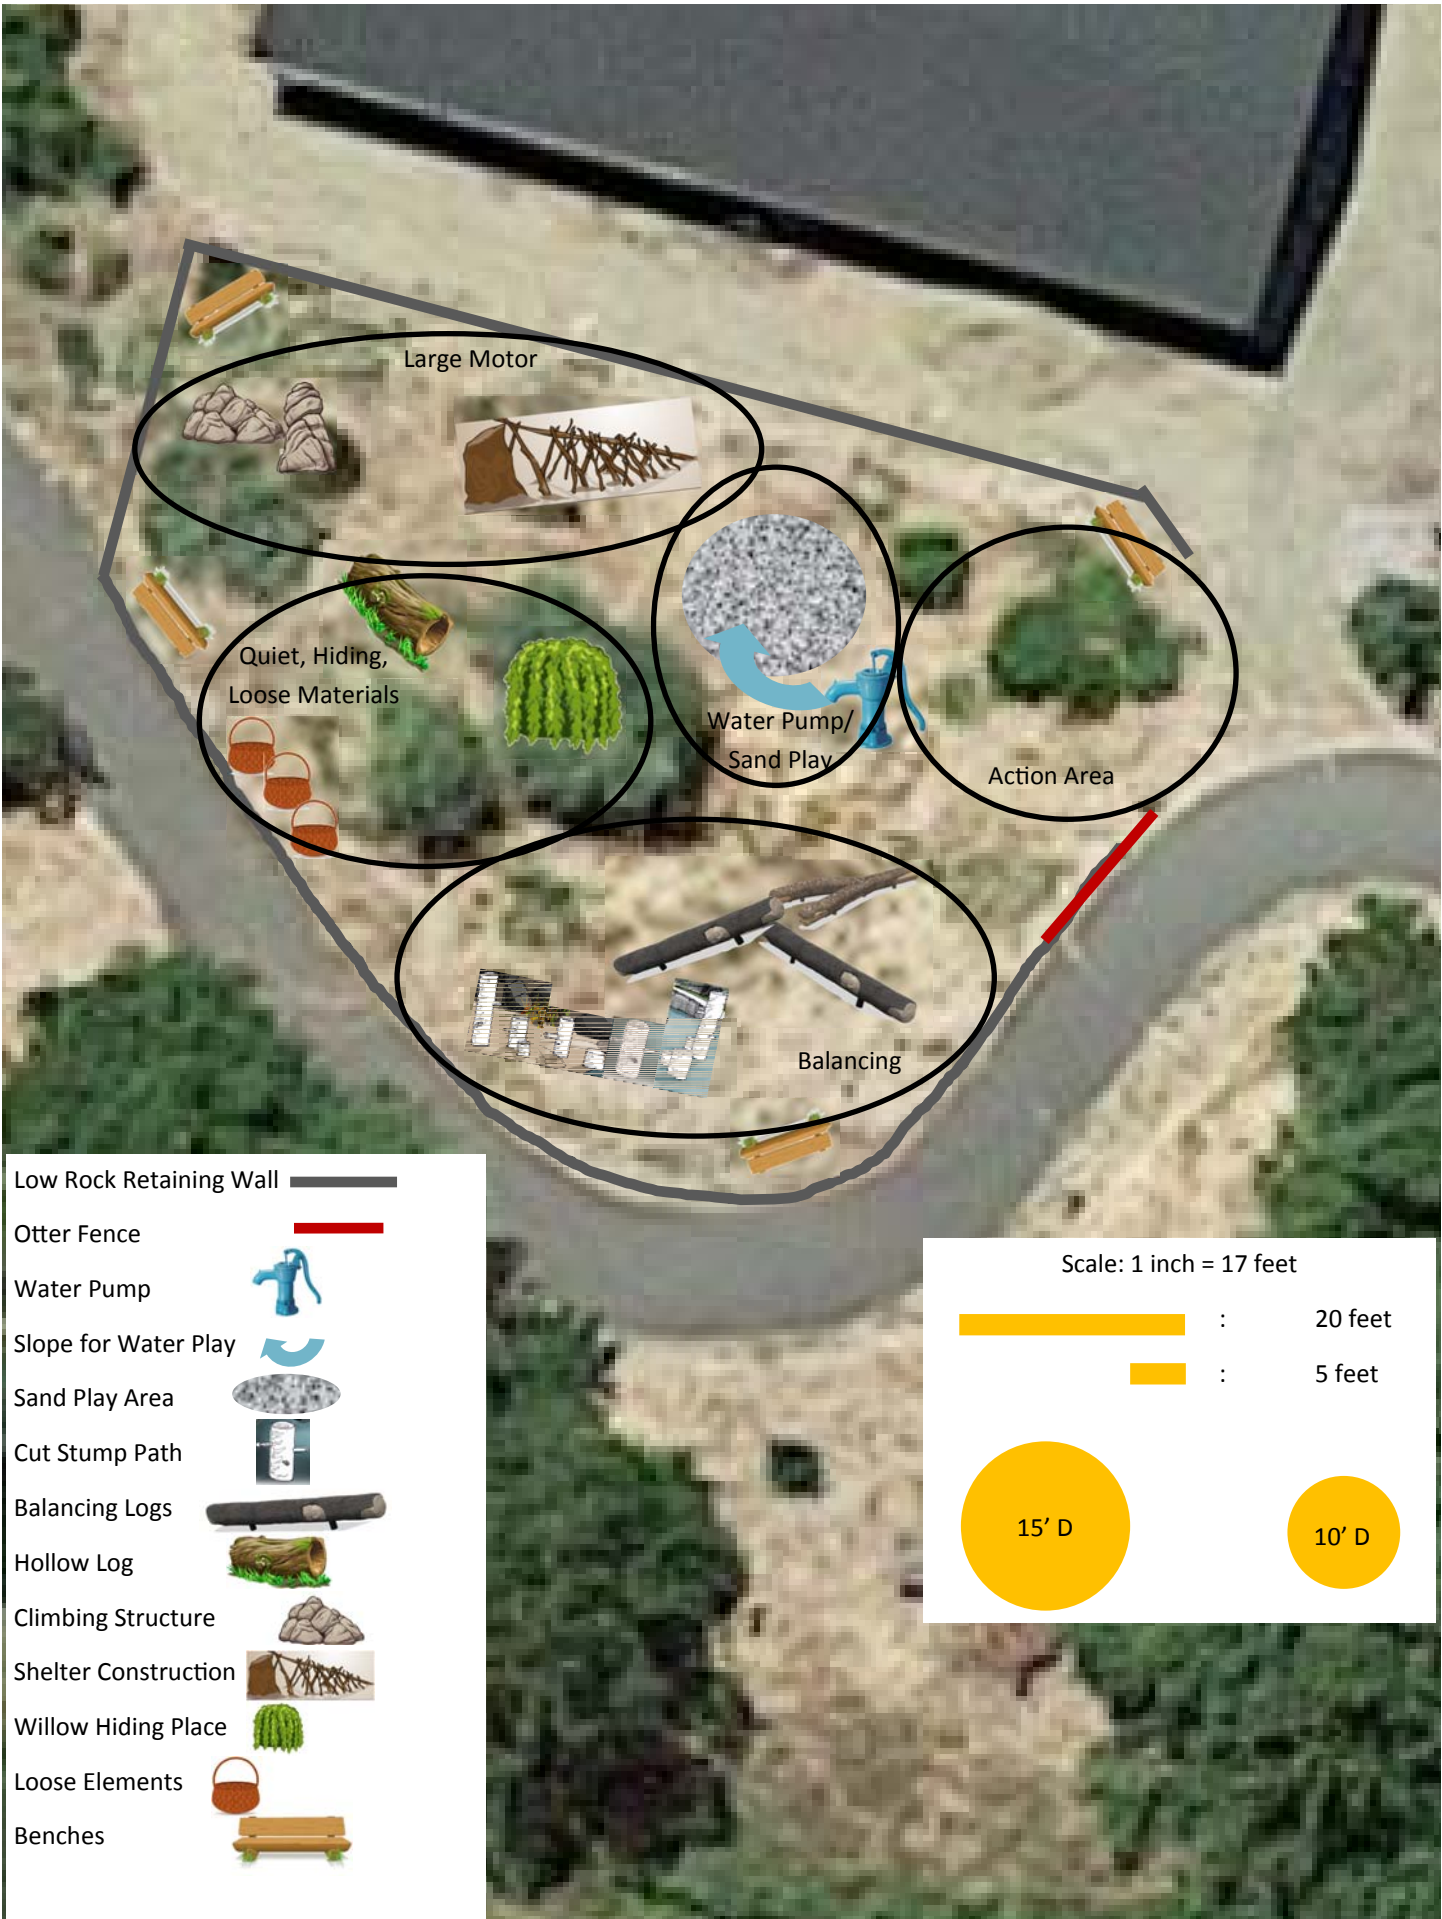 Large Motor
Quiet, Hiding,
Loose Materials
Water Pump/
Sand Play
Action Area
Balancing
Low Rock Retaining Wall
Otter Fence
Water Pump
Slope for Water Play
Sand Play Area
Cut Stump Path
Balancing Logs
Hollow Log
Climbing Structure
Shelter Construction
Willow Hiding Place
Loose Elements
Benches
Scale: 1 inch = 17 feet
: 20 feet
: 5 feet
15’ D
10’ D